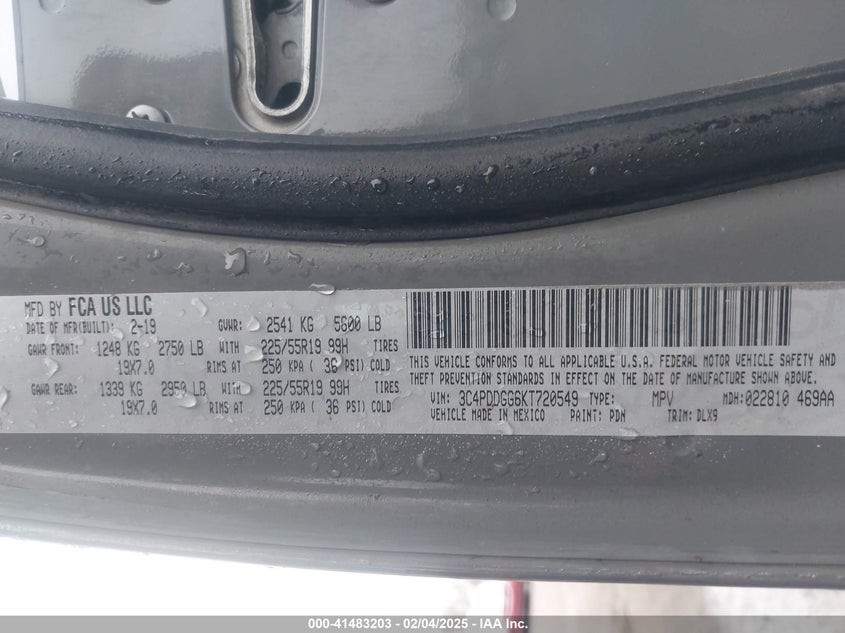 MFD BY FCA US LLC
DATE OF MFR(BUILT): 2-19 GVWR: 2541 KG 5600 LB
GAWR FRONT: 1248 KG 2750 LB WITH 225/55R19 99H TIRES
19X7.0 RIMS AT 250 KPA ( 36 PSI) COLD
GAWR REAR: 1339 KG 2950 LB WITH 225/55R19 99H TIRES
19X7.0 RIMS AT 250 KPA ( 36 PSI) COLD
THIS VEHICLE CONFORMS TO ALL APPLICABLE U.S.A. FEDERAL MOTOR VEHICLE SAFETY AND
THEFT PREVENTION STANDARDS IN EFFECT ON THE DATE OF MANUFACTURE SHOWN ABOVE.
VIN: 3C4PDDGG6KT720549 TYPE: MPV MDH: 022810 469AA
VEHICLE MADE IN MEXICO PAINT: PDN TRIM: DLX9
000-41483203 - 02/04/2025 - COPYRIGHT IAA, LLC